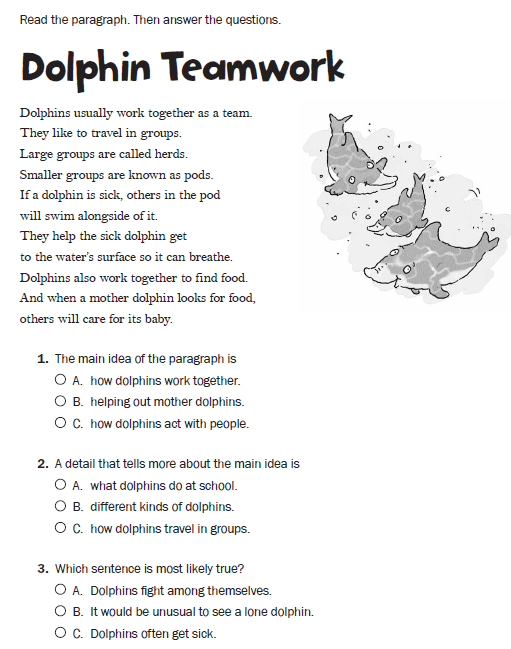 Read the paragraph. Then answer the questions.
Dolphin Teamwork
Dolphins usually work together as a team.
They like to travel in groups.
Large groups are called herds.
Smaller groups are known as pods.
If a dolphin is sick, others in the pod
will swim alongside of it.
They help the sick dolphin get
to the water's surface so it can breathe.
Dolphins also work together to find food.
And when a mother dolphin looks for food,
others will care for its baby.
1. The main idea of the paragraph is
A. how dolphins work together.
B. helping out mother dolphins.
C. how dolphins act with people.
2. A detail that tells more about the main idea is
A. what dolphins do at school.
B. different kinds of dolphins.
C. how dolphins travel in groups.
3. Which sentence is most likely true?
A. Dolphins fight among themselves.
B. It would be unusual to see a lone dolphin.
C. Dolphins often get sick.